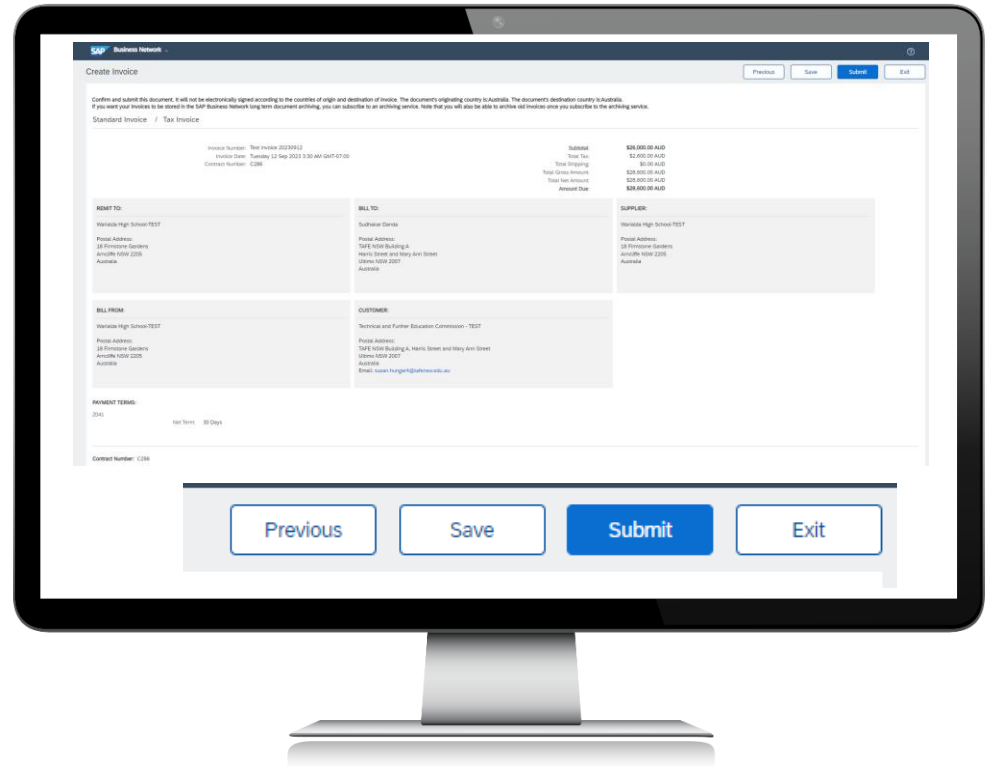 SAP Business Network
Create Invoice
Previous
Save
Submit
Exit
Confirm and submit this document. It will not be electronically signed according to the countries of origin and destination of invoice. The document's originating country is:Australia. The document's destination country is:Australia.
If you want your invoices to be stored in the SAP Business Network long term document archiving, you can subscribe to an archiving service. Note that you will also be able to archive old invoices once you subscribe to the archiving service.
Standard Invoice / Tax Invoice
Invoice Number: Test Invoice 20230912
Invoice Date: Tuesday 12 Sep 2023 3:30 AM GMT-07:00
Contract Number: C286
Subtotal: $26,000.00 AUD
Total Tax: $2,600.00 AUD
Total Shipping: $0.00 AUD
Total Gross Amount: $28,600.00 AUD
Total Net Amount: $28,600.00 AUD
Amount Due: $28,600.00 AUD
REMIT TO:
Warialda High School-TEST
Postal Address:
18 Firmstone Gardens
Arncliffe NSW 2205
Australia
BILL TO:
Sudhakar Danda
Postal Address:
TAFE NSW Building A
Harris Street and Mary Ann Street
Ultimo NSW 2007
Australia
SUPPLIER:
Warialda High School-TEST
Postal Address:
18 Firmstone Gardens
Arncliffe NSW 2205
Australia
BILL FROM:
Warialda High School-TEST
Postal Address:
18 Firmstone Gardens
Arncliffe NSW 2205
Australia
CUSTOMER:
Technical and Further Education Commission - TEST
Postal Address:
TAFE NSW Building A, Harris Street and Mary Ann Street
Ultimo NSW 2007
Australia
Email:
PAYMENT TERMS:
Net Term: 30 Days
Contract Number: C286
Previous
Save
Submit
Exit